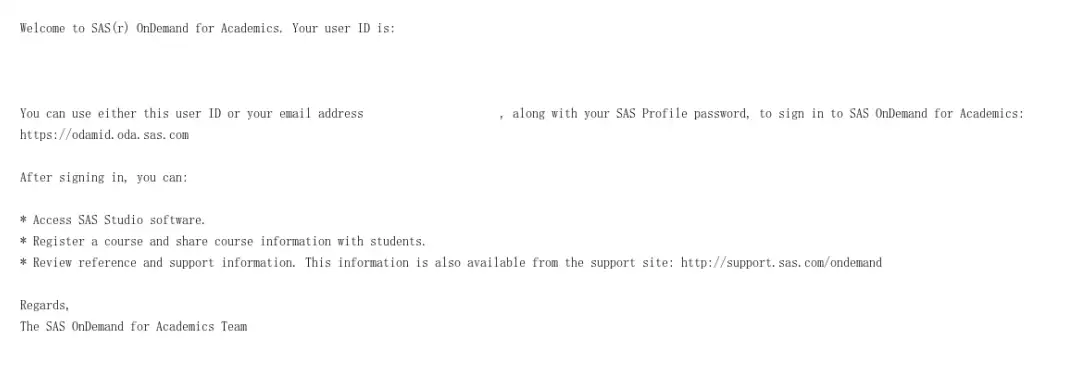 Welcome to SAS(r) OnDemand for Academics. Your user ID is:
You can use either this user ID or your email address , along with your SAS Profile password, to sign in to SAS OnDemand for Academics:
https://odamid.oda.sas.com
After signing in, you can:
* Access SAS Studio software.
* Register a course and share course information with students.
* Review reference and support information. This information is also available from the support site: http://support.sas.com/ondemand
Regards,
The SAS OnDemand for Academics Team